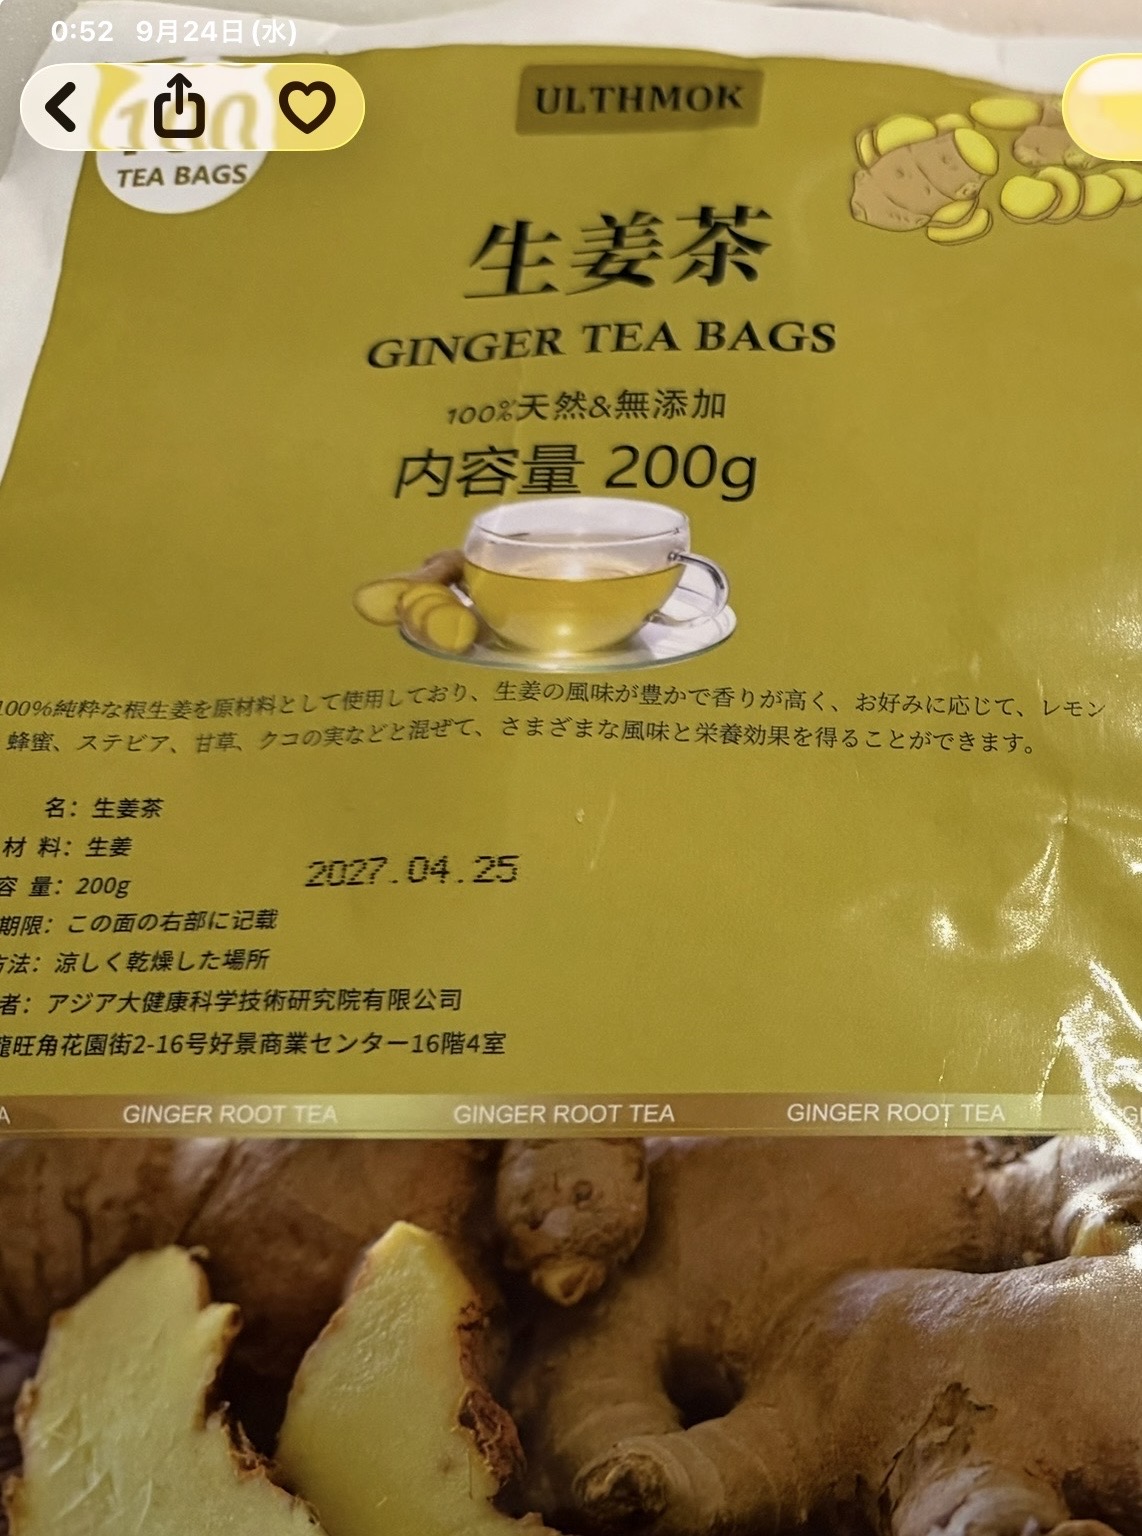 0:52 9月24日(水)
TEA BAGS
ULTHMOK
生姜茶
GINGER TEA BAGS
100%天然&無添加
内容量 200g
100%純粋な根生姜を原材料として使用しており、生姜の風味が豊かで香りが高く、お好みに応じて、レモン
蜂蜜、ステビア、甘草、クコの実などと混ぜて、さまざまな風味と栄養効果を得ることができます。
名：生姜茶
材 料：生姜
容 量：200g
2027.04.25
期限：この面の右部に记载
方法：涼しく乾燥した場所
者：アジア大健康科学技術研究院有限公司
龍旺角花園街2-16号好景商業センター16階4室
GINGER ROOT TEA GINGER ROOT TEA GINGER ROOT TEA